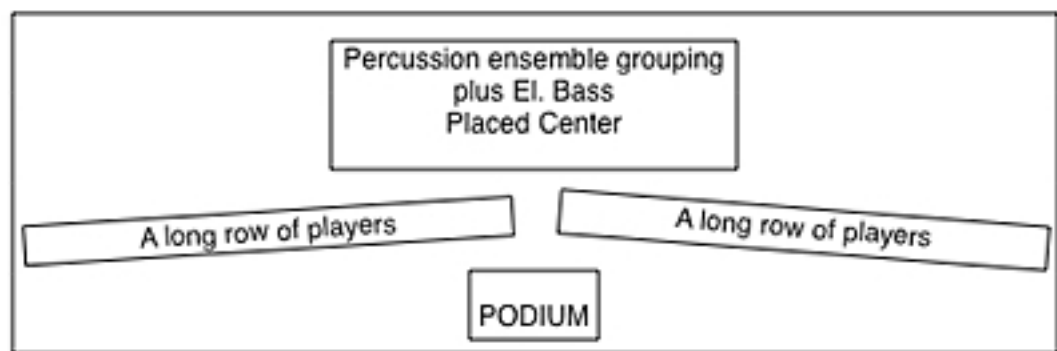 Percussion ensemble grouping
plus El. Bass
Placed Center
A long row of players
A long row of players
PODIUM